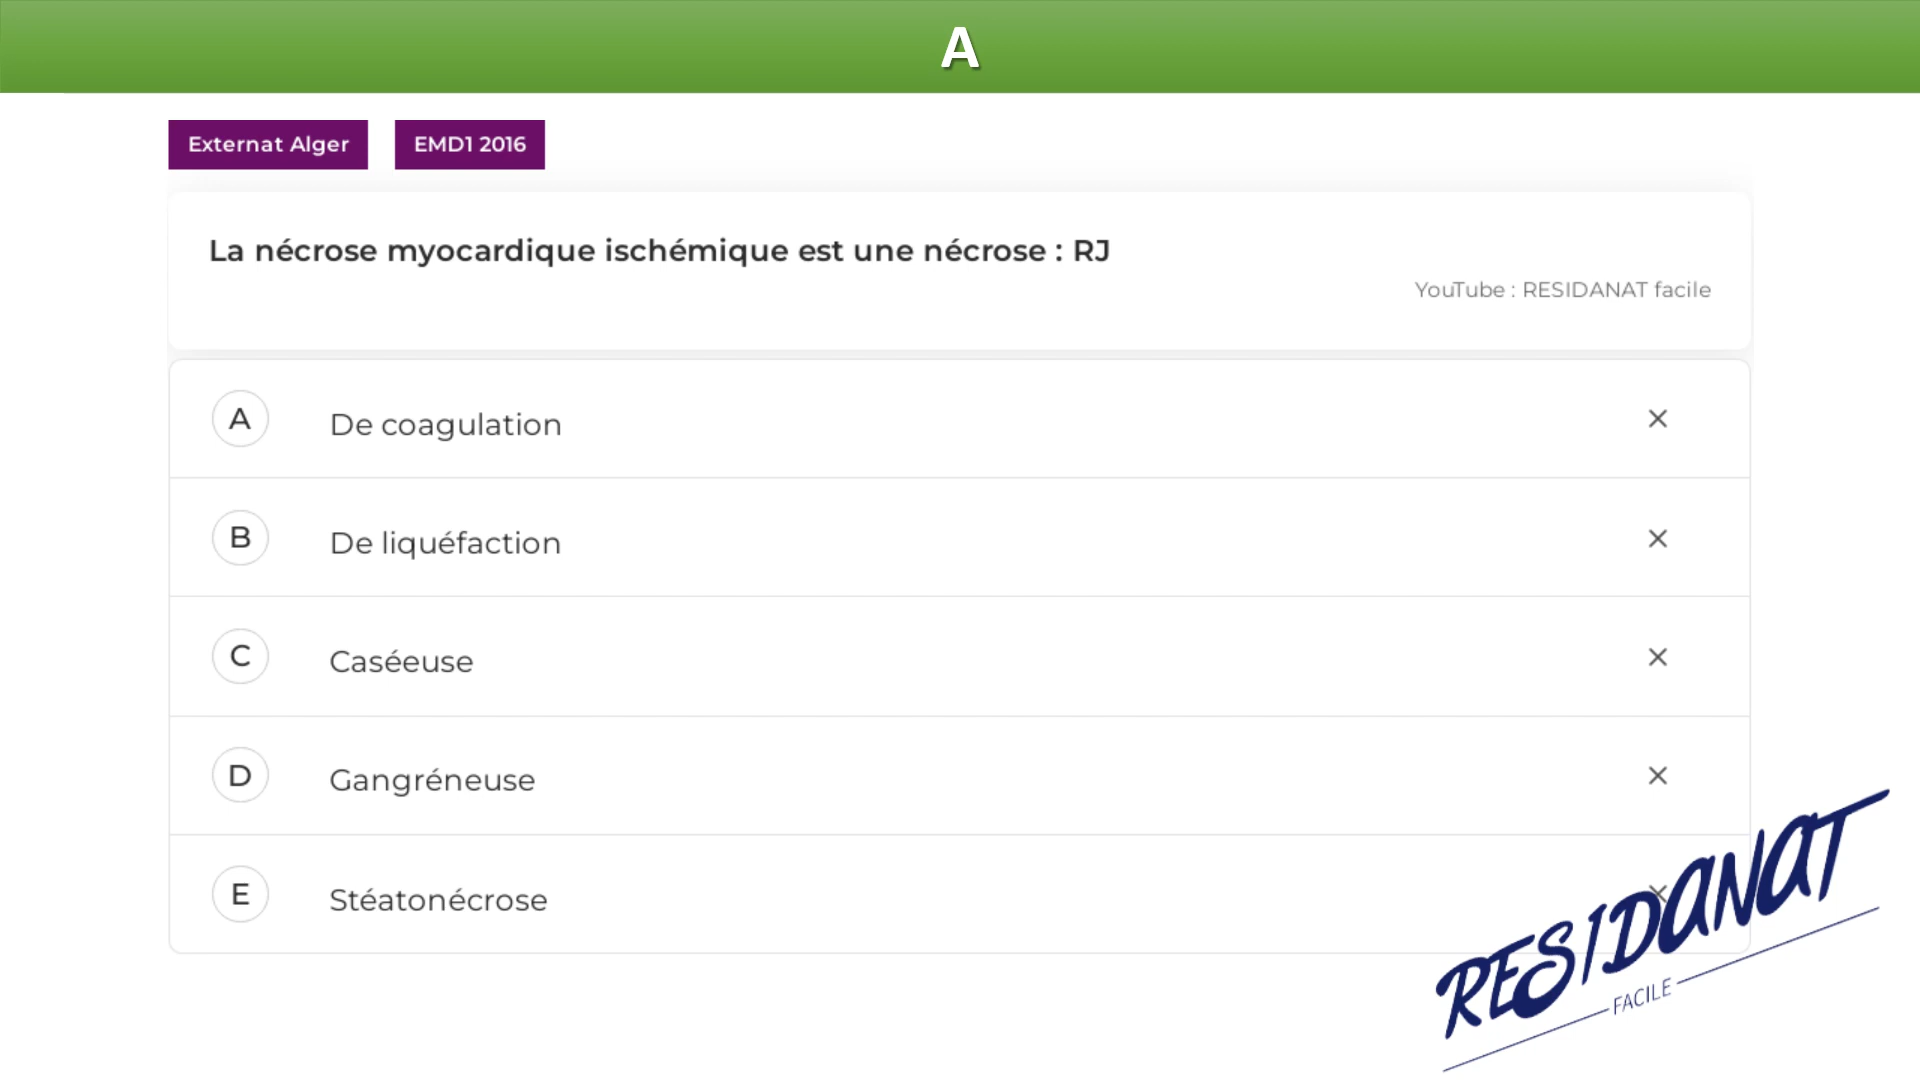 A
Externat Alger
EMD1 2016
La nécrose myocardique ischémique est une nécrose : RJ
YouTube : RESIDANAT facile
A De coagulation ×
B De liquéfaction ×
C Caséeuse ×
D Gangréneuse ×
E Stéatonécrose ×
RESIDANAT
FACILE